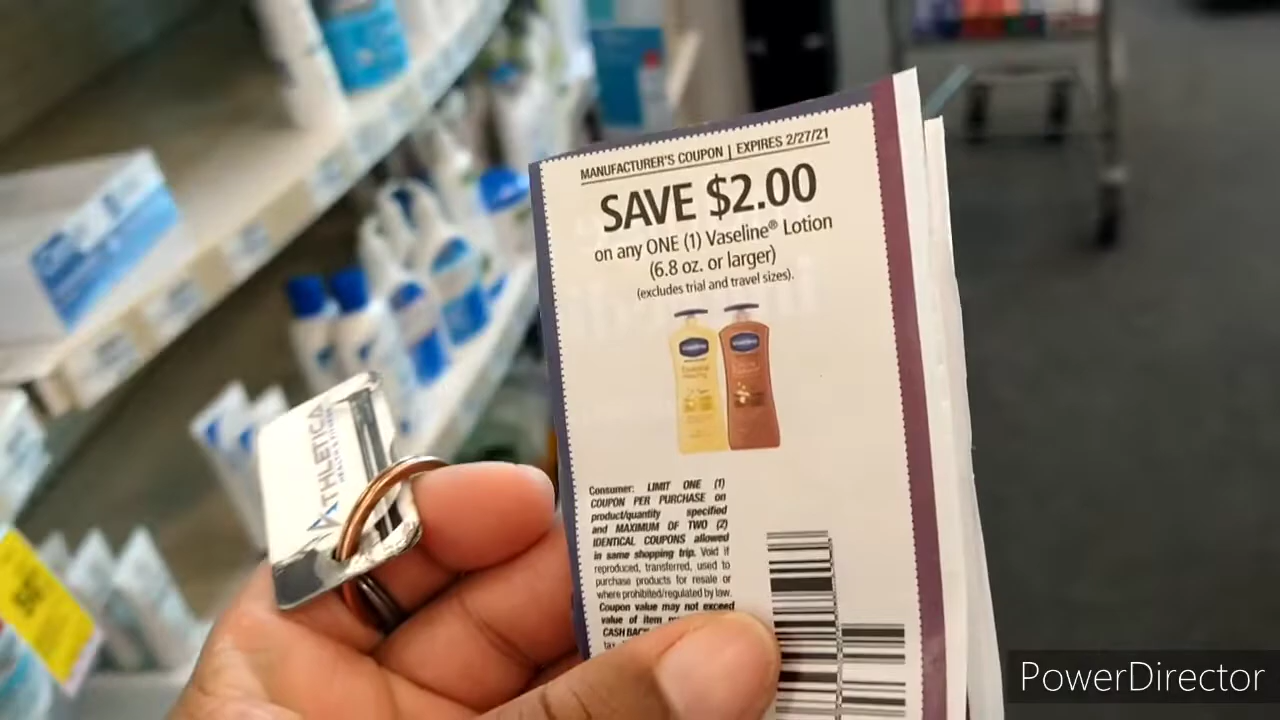 MANUFACTURER'S COUPON | EXPIRES 2/27/21
SAVE $2.00
on any ONE (1) Vaseline® Lotion
(6.8 oz. or larger)
(excludes trial and travel sizes).
Vaseline
Vaseline
Consumer: LIMIT ONE (1)
COUPON PER PURCHASE on
product/quantity specified
and MAXIMUM OF TWO (2)
IDENTICAL COUPONS allowed
in same shopping trip. Void if
reproduced, transferred, used to
purchase products for resale or
where prohibited/regulated by law.
Coupon value may not exceed
value of item
CASH BACK
ATHLETICA
HEALTH & FITNESS
PowerDirector